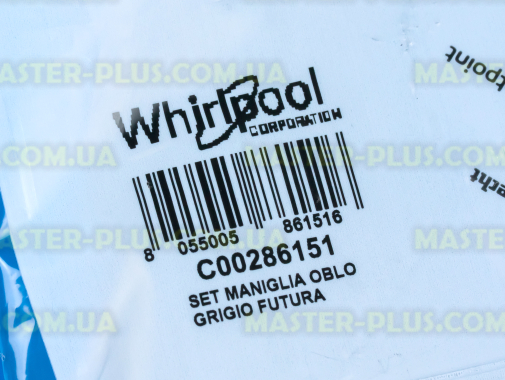 MASTER-PLUS.COM.UA
Whirlpool
CORPORATION
8 055005 861516
C00286151
SET MANIGLIA OBLO
GRIGIO FUTURA